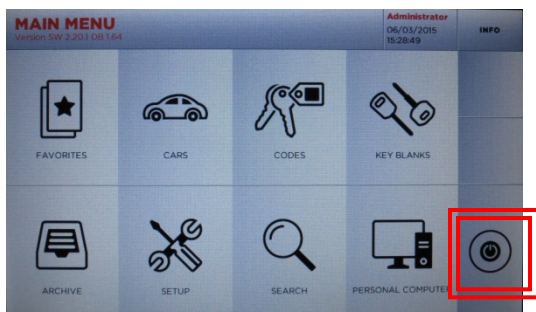 MAIN MENU
Version SW 2.20.1 DB 1.64
Administrator
06/03/2015
15:28:49
INFO
FAVORITES
CARS
CODES
KEY BLANKS
ARCHIVE
SETUP
SEARCH
PERSONAL COMPUTER